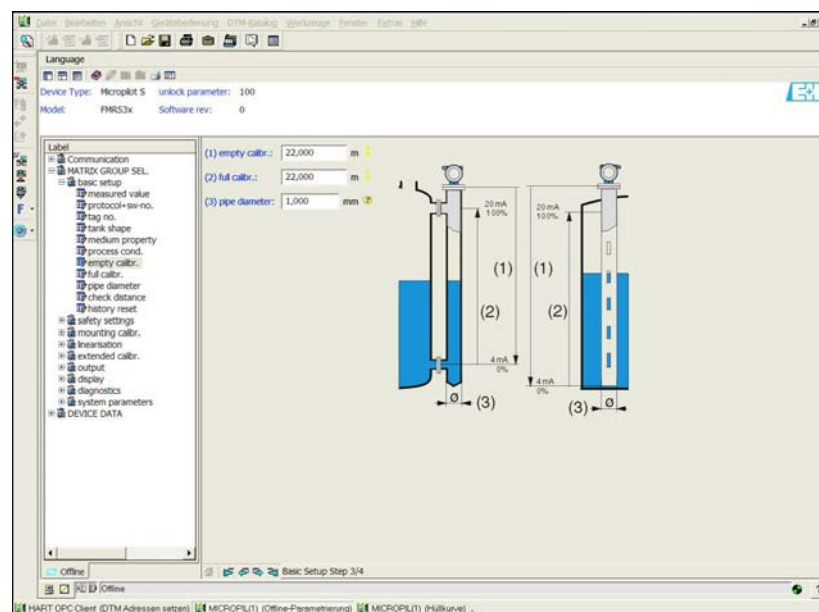 Datei Bearbeiten Ansicht Gerätebedienung DTM-Katalog Werkzeuge Fenster Extras Hilfe
Language
Device Type: Micropilot S unlock parameter: 100
Model: FMR53x Software rev: 0
E+H
Label
Communication
MATRIX GROUP SEL.
basic setup
measured value
protocol+sw-no.
tag no.
tank shape
medium property
process cond.
empty calibr.
full calibr.
pipe diameter
check distance
history reset
safety settings
mounting calibr.
linearisation
extended calibr.
output
display
diagnostics
system parameters
DEVICE DATA
(1) empty calbr.: 22,000 m
(2) full calbr.: 22,000 m
(3) pipe diameter: 1,000 mm
20 mA
100%
(1)
(2)
4 mA
0%
Ø (3)
20 mA
100%
(1)
(2)
4 mA
0%
(3) Ø
Offline
Basic Setup Step 3/4
Offline
HART OPC Client (DTM Adressen setzen) MICROPIL(1) (Offline-Parametrierung) MICROPIL(1) (Hüllkurve)